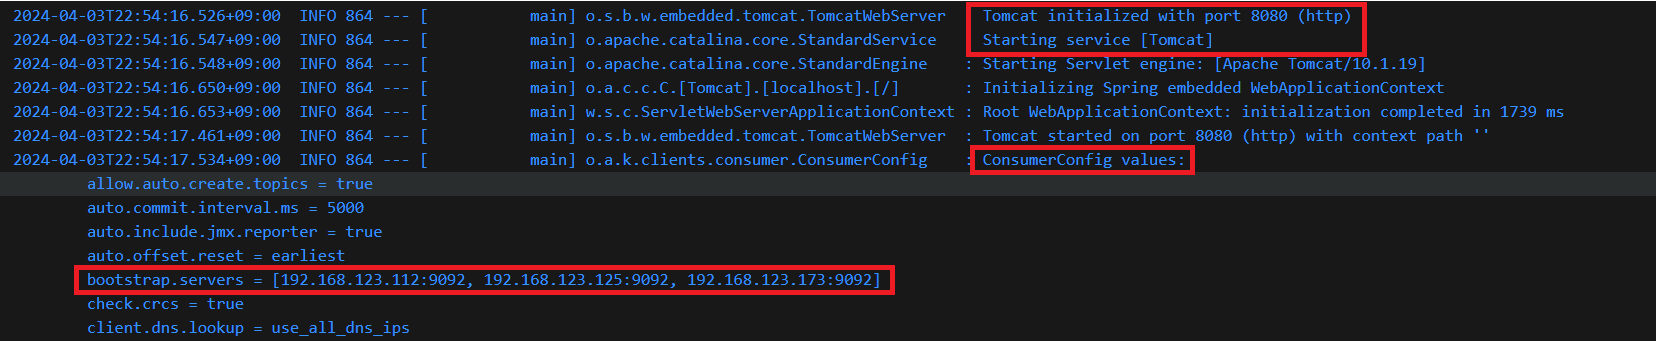 2024-04-03T22:54:16.526+09:00  INFO 864 --- [           main] o.s.b.w.embedded.tomcat.TomcatWebServer    Tomcat initialized with port 8080 (http)
2024-04-03T22:54:16.547+09:00  INFO 864 --- [           main] o.apache.catalina.core.StandardService     Starting service [Tomcat]
2024-04-03T22:54:16.548+09:00  INFO 864 --- [           main] o.apache.catalina.core.StandardEngine    : Starting Servlet engine: [Apache Tomcat/10.1.19]
2024-04-03T22:54:16.650+09:00  INFO 864 --- [           main] o.a.c.c.C.[Tomcat].[localhost].[/]       : Initializing Spring embedded WebApplicationContext
2024-04-03T22:54:16.653+09:00  INFO 864 --- [           main] w.s.c.ServletWebServerApplicationContext : Root WebApplicationContext: initialization completed in 1739 ms
2024-04-03T22:54:17.461+09:00  INFO 864 --- [           main] o.s.b.w.embedded.tomcat.TomcatWebServer  : Tomcat started on port 8080 (http) with context path ''
2024-04-03T22:54:17.534+09:00  INFO 864 --- [           main] o.a.k.clients.consumer.ConsumerConfig    : ConsumerConfig values:
allow.auto.create.topics = true
auto.commit.interval.ms = 5000
auto.include.jmx.reporter = true
auto.offset.reset = earliest
bootstrap.servers = [192.168.123.112:9092, 192.168.123.125:9092, 192.168.123.173:9092]
check.crcs = true
client.dns.lookup = use_all_dns_ips